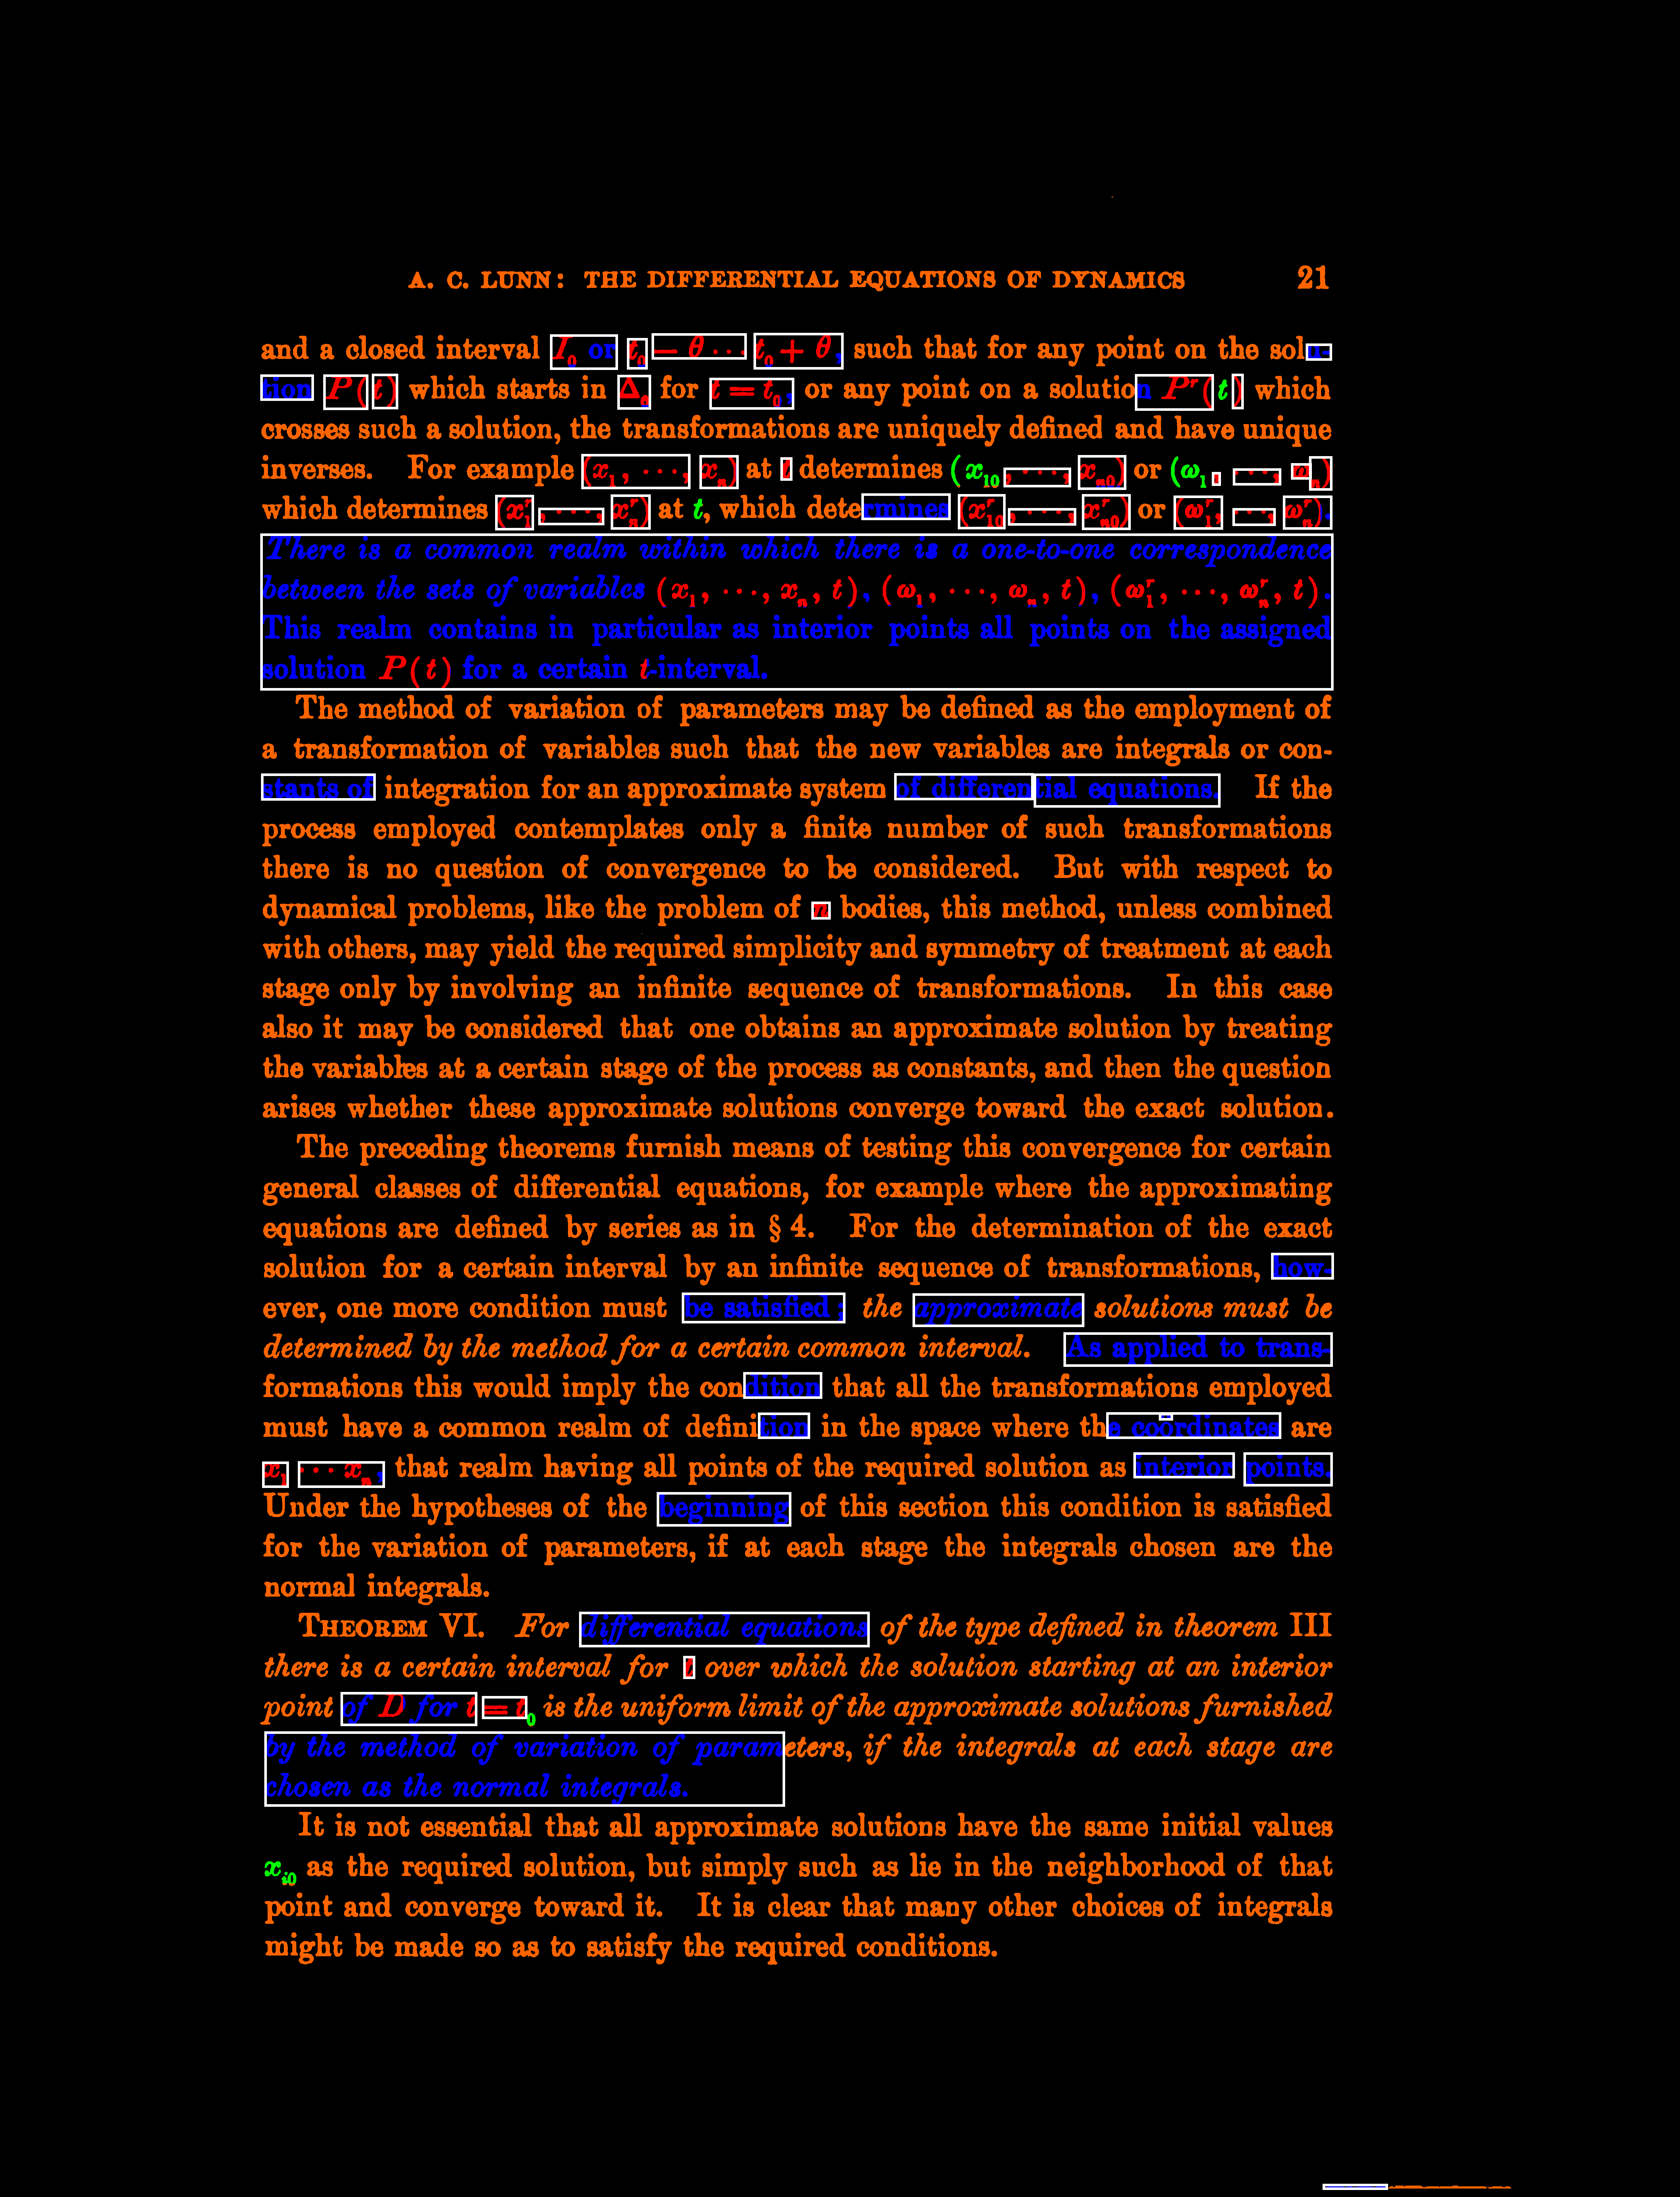 A. C. LUNN: THE DIFFERENTIAL EQUATIONS OF DYNAMICS 21
and a closed interval I₀ or t₀ − θ ··· t₀ + θ, such that for any point on the solu-
tion P(t) which starts in Δ₀ for t = t₀, or any point on a solution Pʳ(t) which
crosses such a solution, the transformations are uniquely defined and have unique
inverses. For example (x₁, ···, xₙ) at t determines (x₁₀, ···, xₙ₀) or (ω₁, ···, ωₙ)
which determines (x₁ʳ, ···, xₙʳ) at t, which determines (x₁₀ʳ, ···, xₙ₀ʳ) or (ω₁ʳ, ···, ωₙʳ).
There is a common realm within which there is a one-to-one correspondence
between the sets of variables (x₁, ···, xₙ, t), (ω₁, ···, ωₙ, t), (ω₁ʳ, ···, ωₙʳ, t).
This realm contains in particular as interior points all points on the assigned
solution P(t) for a certain t-interval.
The method of variation of parameters may be defined as the employment of
a transformation of variables such that the new variables are integrals or con-
stants of integration for an approximate system of differential equations. If the
process employed contemplates only a finite number of such transformations
there is no question of convergence to be considered. But with respect to
dynamical problems, like the problem of n bodies, this method, unless combined
with others, may yield the required simplicity and symmetry of treatment at each
stage only by involving an infinite sequence of transformations. In this case
also it may be considered that one obtains an approximate solution by treating
the variables at a certain stage of the process as constants, and then the question
arises whether these approximate solutions converge toward the exact solution.
The preceding theorems furnish means of testing this convergence for certain
general classes of differential equations, for example where the approximating
equations are defined by series as in § 4. For the determination of the exact
solution for a certain interval by an infinite sequence of transformations, how-
ever, one more condition must be satisfied; the approximate solutions must be
determined by the method for a certain common interval. As applied to trans-
formations this would imply the condition that all the transformations employed
must have a common realm of definition in the space where the coördinates are
x₁ ··· xₙ, that realm having all points of the required solution as interior points.
Under the hypotheses of the beginning of this section this condition is satisfied
for the variation of parameters, if at each stage the integrals chosen are the
normal integrals.
THEOREM VI. For differential equations of the type defined in theorem III
there is a certain interval for t over which the solution starting at an interior
point of D for t = t₀ is the uniform limit of the approximate solutions furnished
by the method of variation of parameters, if the integrals at each stage are
chosen as the normal integrals.
It is not essential that all approximate solutions have the same initial values
xᵢ₀ as the required solution, but simply such as lie in the neighborhood of that
point and converge toward it. It is clear that many other choices of integrals
might be made so as to satisfy the required conditions.